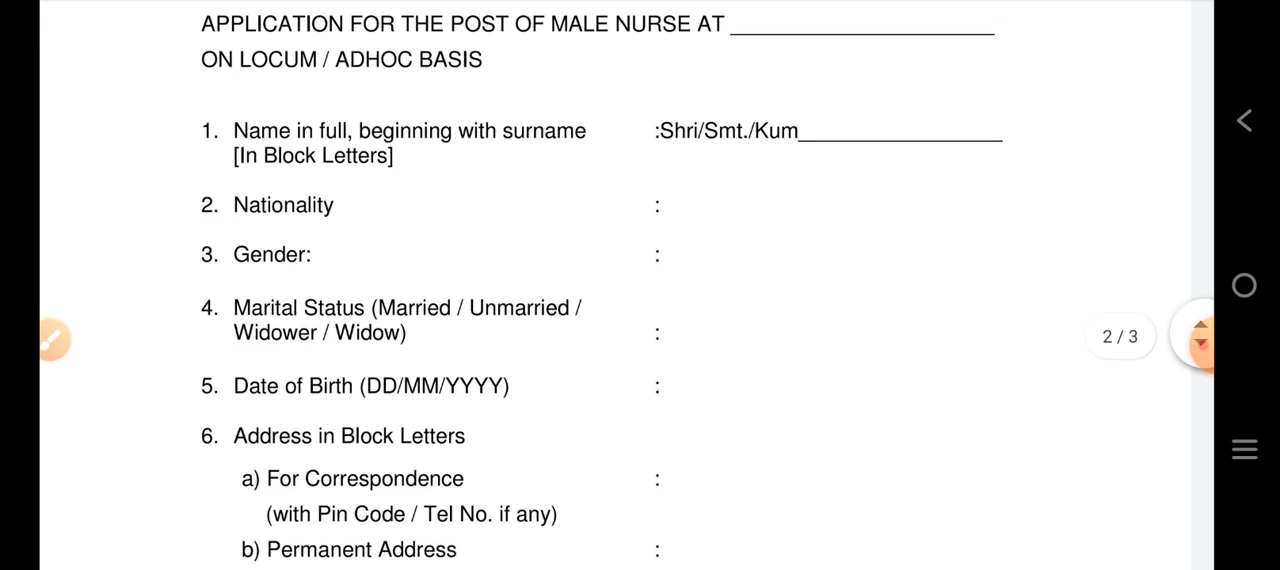 APPLICATION FOR THE POST OF MALE NURSE AT ______________________
ON LOCUM / ADHOC BASIS
1. Name in full, beginning with surname :Shri/Smt./Kum_________________
[In Block Letters]
2. Nationality :
3. Gender: :
4. Marital Status (Married / Unmarried /
Widower / Widow) :
2 / 3
5. Date of Birth (DD/MM/YYYY) :
6. Address in Block Letters
a) For Correspondence :
(with Pin Code / Tel No. if any)
b) Permanent Address :